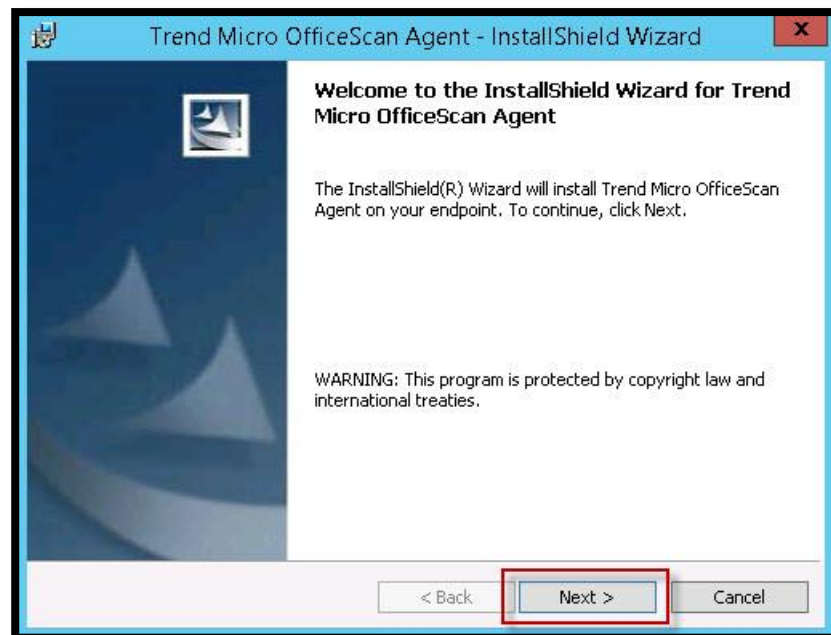 Trend Micro OfficeScan Agent - InstallShield Wizard
x
Welcome to the InstallShield Wizard for Trend
Micro OfficeScan Agent
The InstallShield(R) Wizard will install Trend Micro OfficeScan
Agent on your endpoint. To continue, click Next.
WARNING: This program is protected by copyright law and
international treaties.
< Back
Next >
Cancel